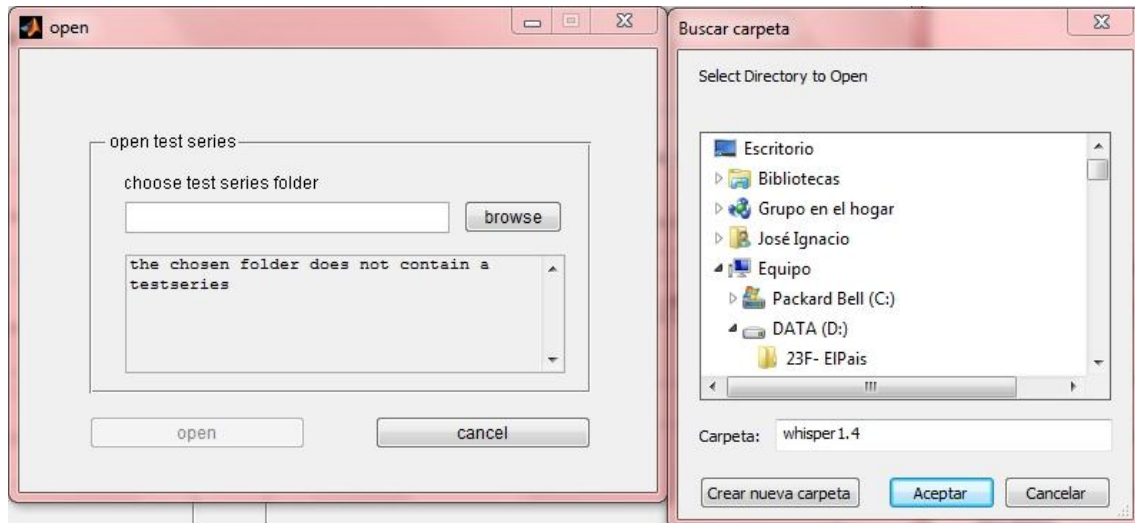 open
open test series
choose test series folder
browse
the chosen folder does not contain a
testseries
open
cancel
Buscar carpeta
Select Directory to Open
Escritorio
Bibliotecas
Grupo en el hogar
José Ignacio
Equipo
Packard Bell (C:)
DATA (D:)
23F- ElPais
Carpeta: whisper1.4
Crear nueva carpeta Aceptar Cancelar